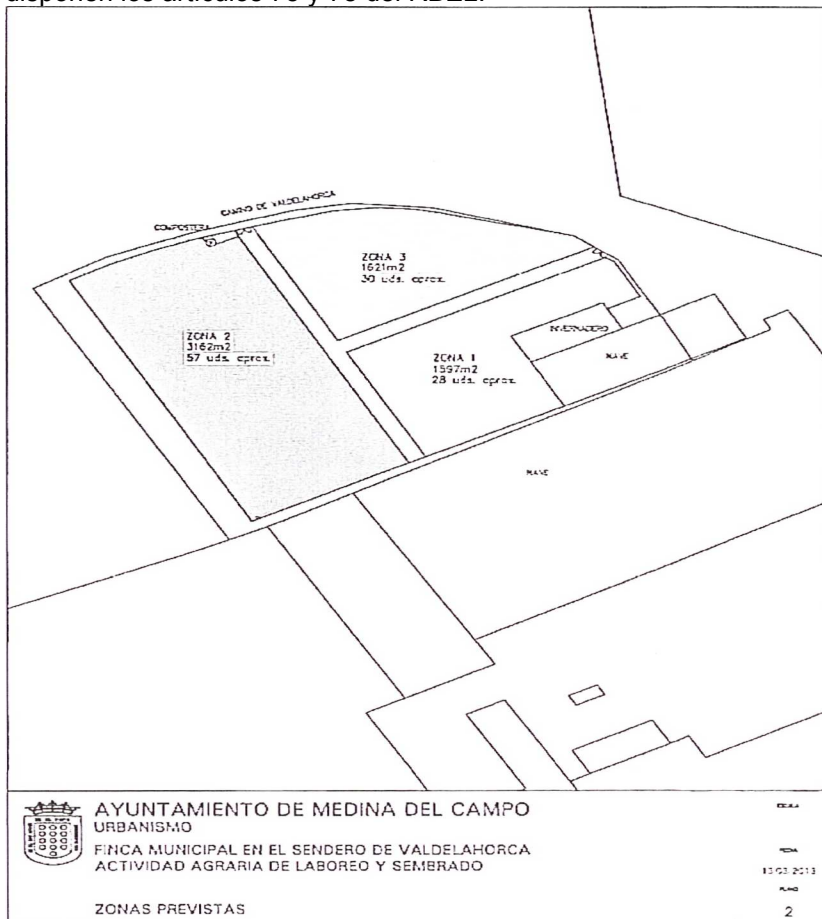 CAMINO DE VALDELAHORCA
COMPOSTERA
ZONA 3
1621m2
30 uds. aprox.
ZONA 2
3162m2
57 uds. aprox.
INVERNADERO
ZONA 1
1597m2
28 uds. aprox.
NAVE
NAVE
AYUNTAMIENTO DE MEDINA DEL CAMPO
URBANISMO
FINCA MUNICIPAL EN EL SENDERO DE VALDELAHORCA
ACTIVIDAD AGRARIA DE LABOREO Y SEMBRADO
ESCALA
FECHA
13.03.2013
PLANO
ZONAS PREVISTAS
2